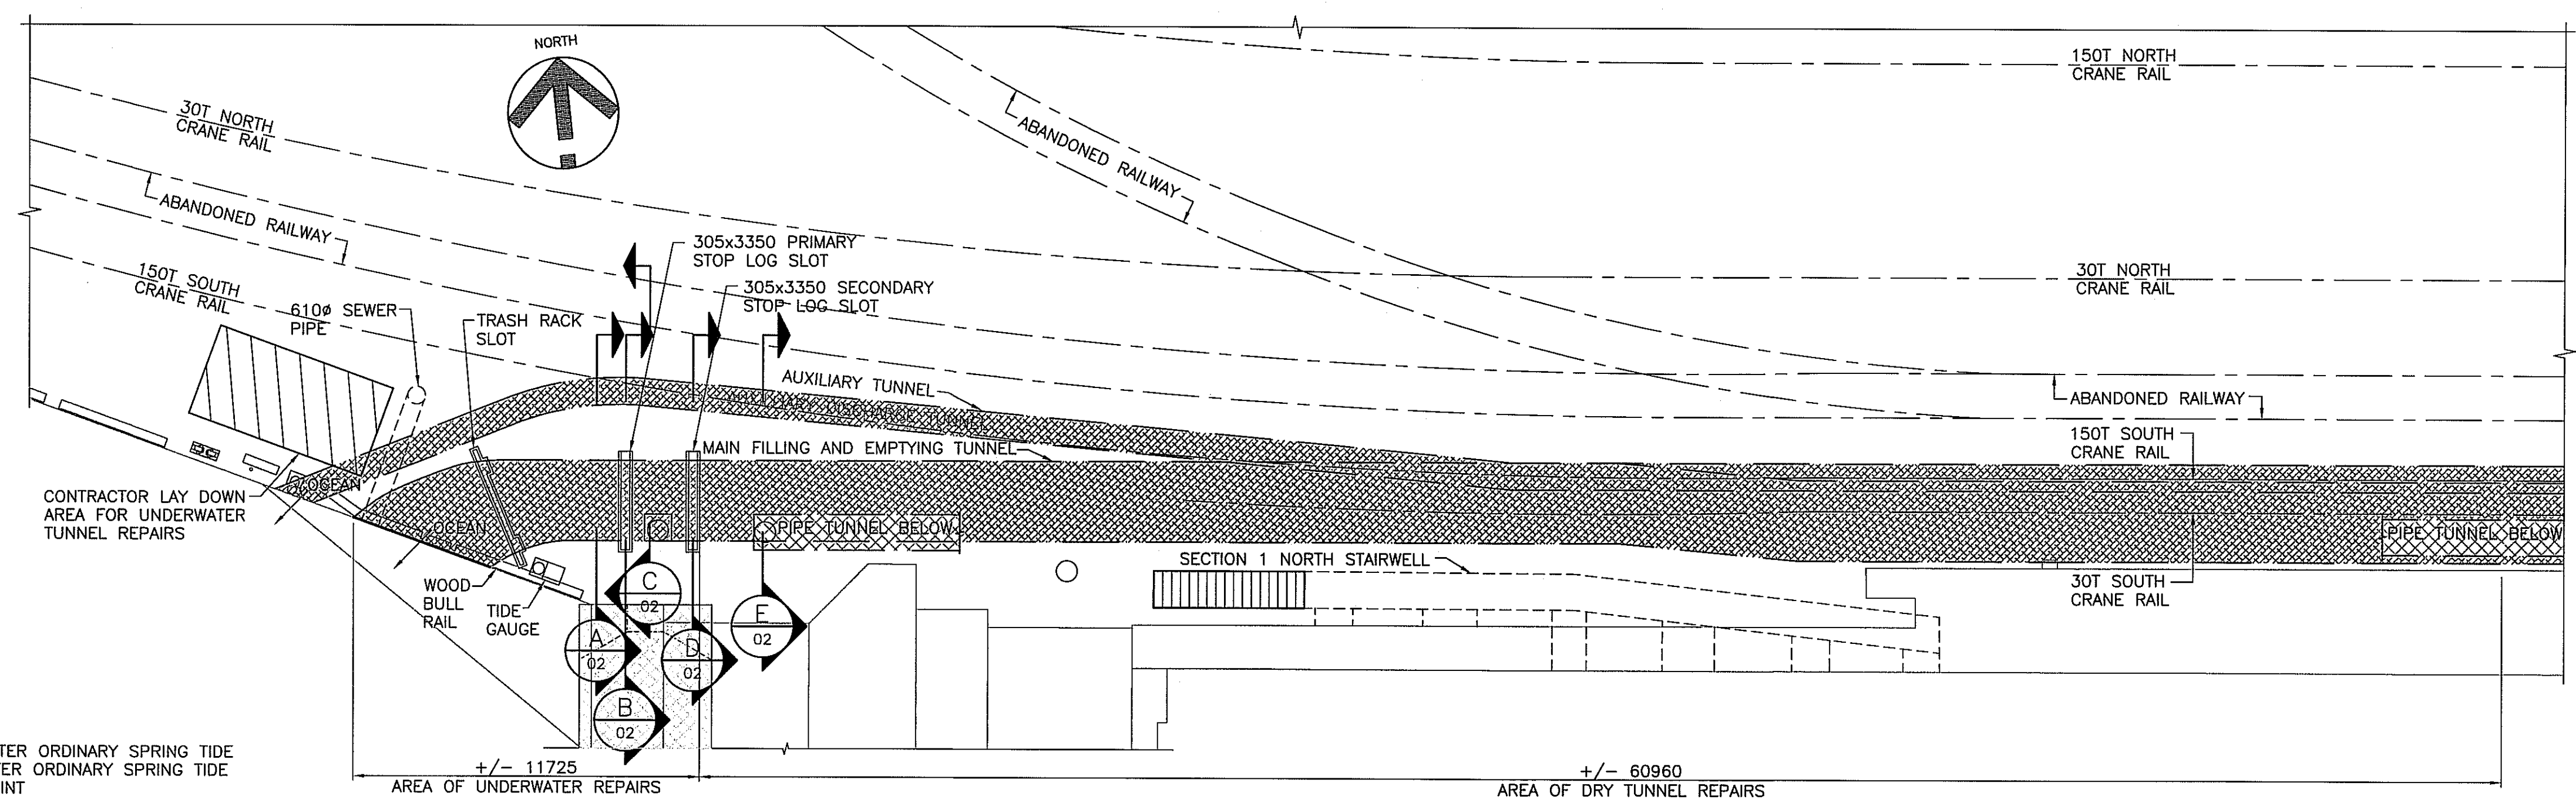 NORTH
150T NORTH
CRANE RAIL
30T NORTH
CRANE RAIL
ABANDONED RAILWAY
ABANDONED RAILWAY
305x3350 PRIMARY
STOP LOG SLOT
30T NORTH
CRANE RAIL
150T SOUTH
CRANE RAIL
305x3350 SECONDARY
STOP LOG SLOT
610ø SEWER
PIPE
TRASH RACK
SLOT
AUXILIARY TUNNEL
ABANDONED RAILWAY
150T SOUTH
CRANE RAIL
MAIN FILLING AND EMPTYING TUNNEL
OCEAN
CONTRACTOR LAY DOWN
AREA FOR UNDERWATER
TUNNEL REPAIRS
OCEAN
PIPE TUNNEL BELOW
PIPE TUNNEL BELOW
SECTION 1 NORTH STAIRWELL
30T SOUTH
CRANE RAIL
WOOD
BULL
RAIL
TIDE
GAUGE
C
02
E
02
A
02
D
02
B
02
TER ORDINARY SPRING TIDE
TER ORDINARY SPRING TIDE
INT
+/- 11725
AREA OF UNDERWATER REPAIRS
+/- 60960
AREA OF DRY TUNNEL REPAIRS